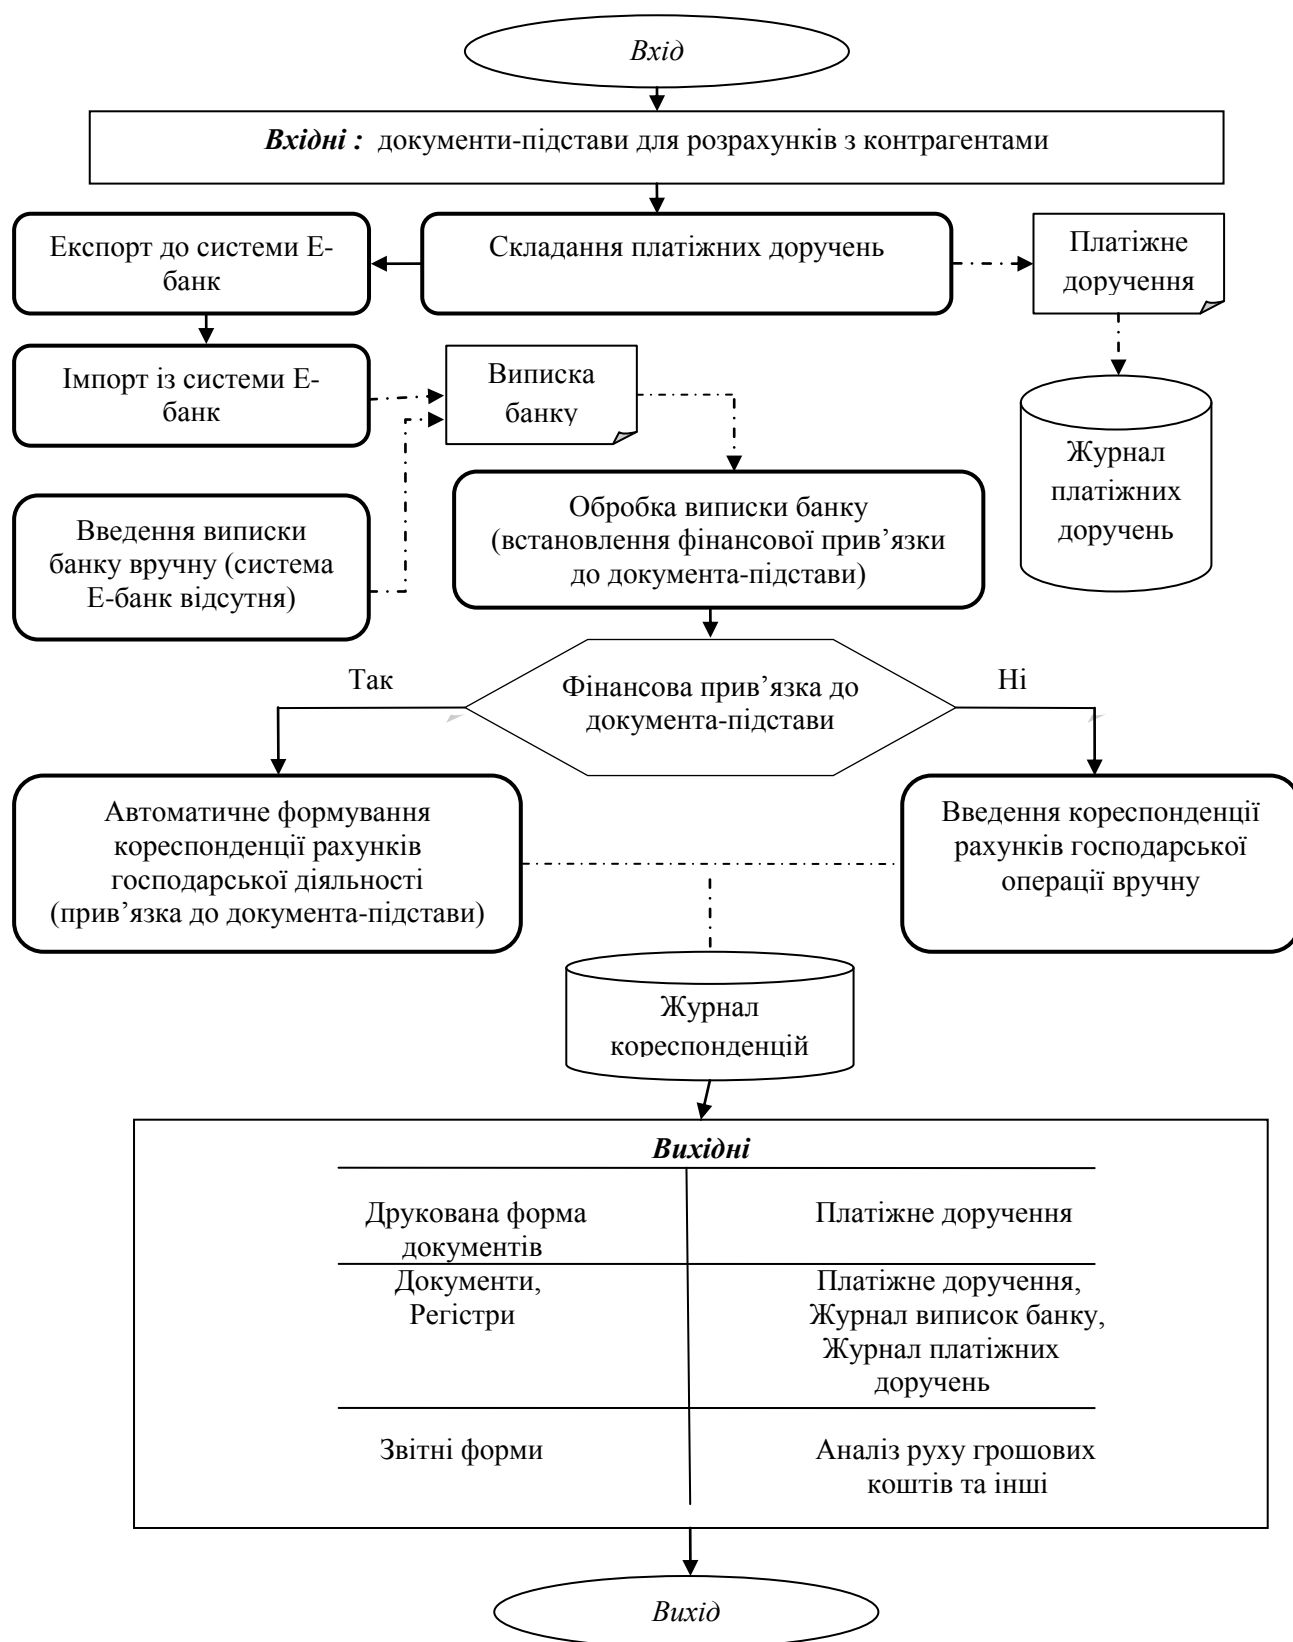 Вхід
Вхідні : документи-підстави для розрахунків з контрагентами
Експорт до системи Е-
банк
Складання платіжних доручень
Платіжне
доручення
Імпорт із системи Е-
банк
Виписка
банку
Журнал
платіжних
доручень
Введення виписки
банку вручну (система
Е-банк відсутня)
Обробка виписки банку
(встановлення фінансової прив’язки
до документа-підстави)
Так
Фінансова прив’язка до
документа-підстави
Ні
Автоматичне формування
кореспонденції рахунків
господарської діяльності
(прив’язка до документа-підстави)
Введення кореспонденції
рахунків господарської
операції вручну
Журнал
кореспонденцій
Вихідні
Друкована форма
документів
Платіжне доручення
Документи,
Регістри
Платіжне доручення,
Журнал виписок банку,
Журнал платіжних
доручень
Звітні форми
Аналіз руху грошових
коштів та інші
Вихід